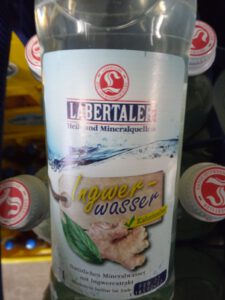 LABERTALER
Heil- und Mineralquellen
Ingwer-
wasser
Natürliches Mineralwasser
mit Ingwerextrakt